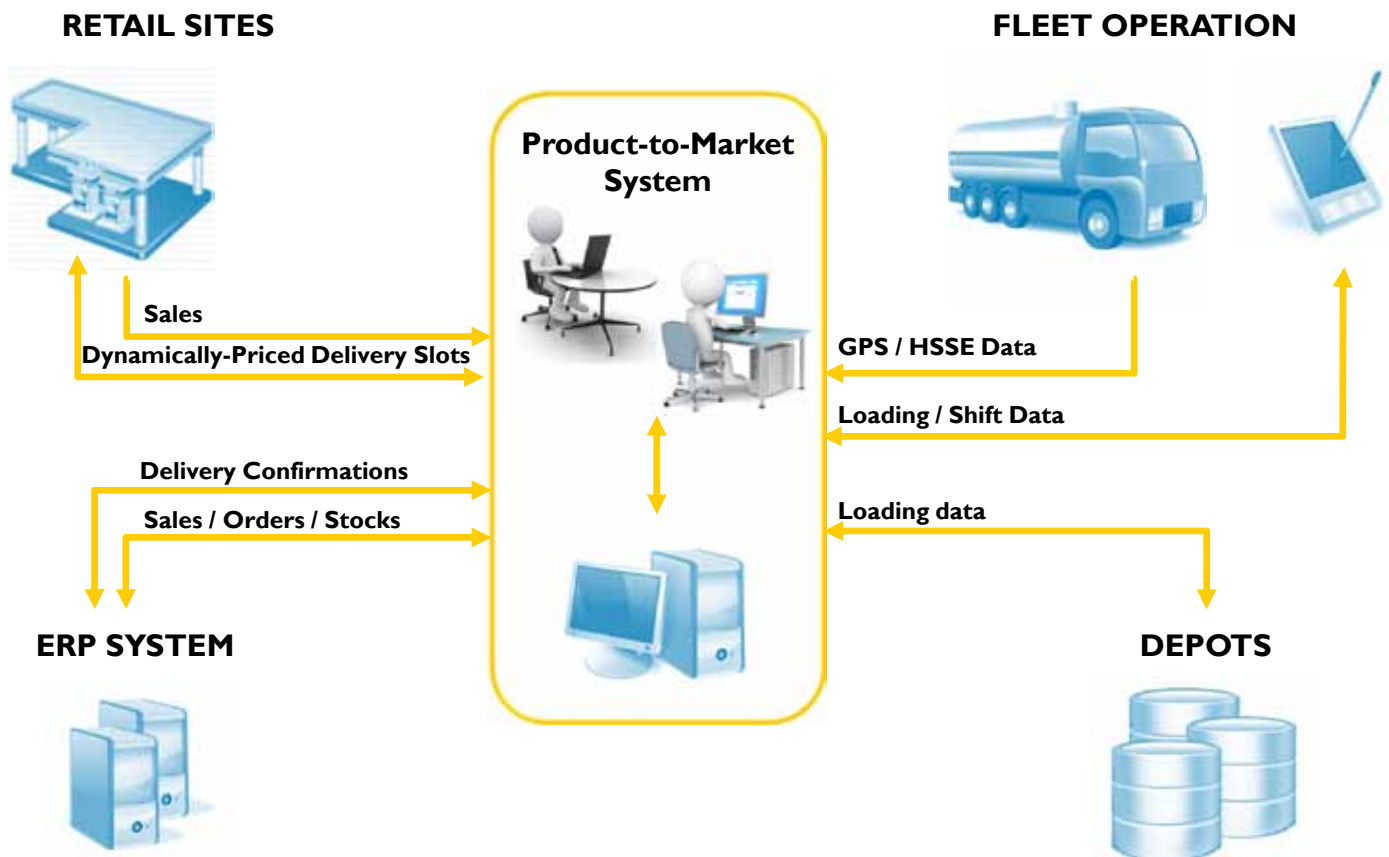 RETAIL SITES
FLEET OPERATION
Product-to-Market
System
Sales
Dynamically-Priced Delivery Slots
GPS / HSSE Data
Loading / Shift Data
Delivery Confirmations
Sales / Orders / Stocks
Loading data
ERP SYSTEM
DEPOTS